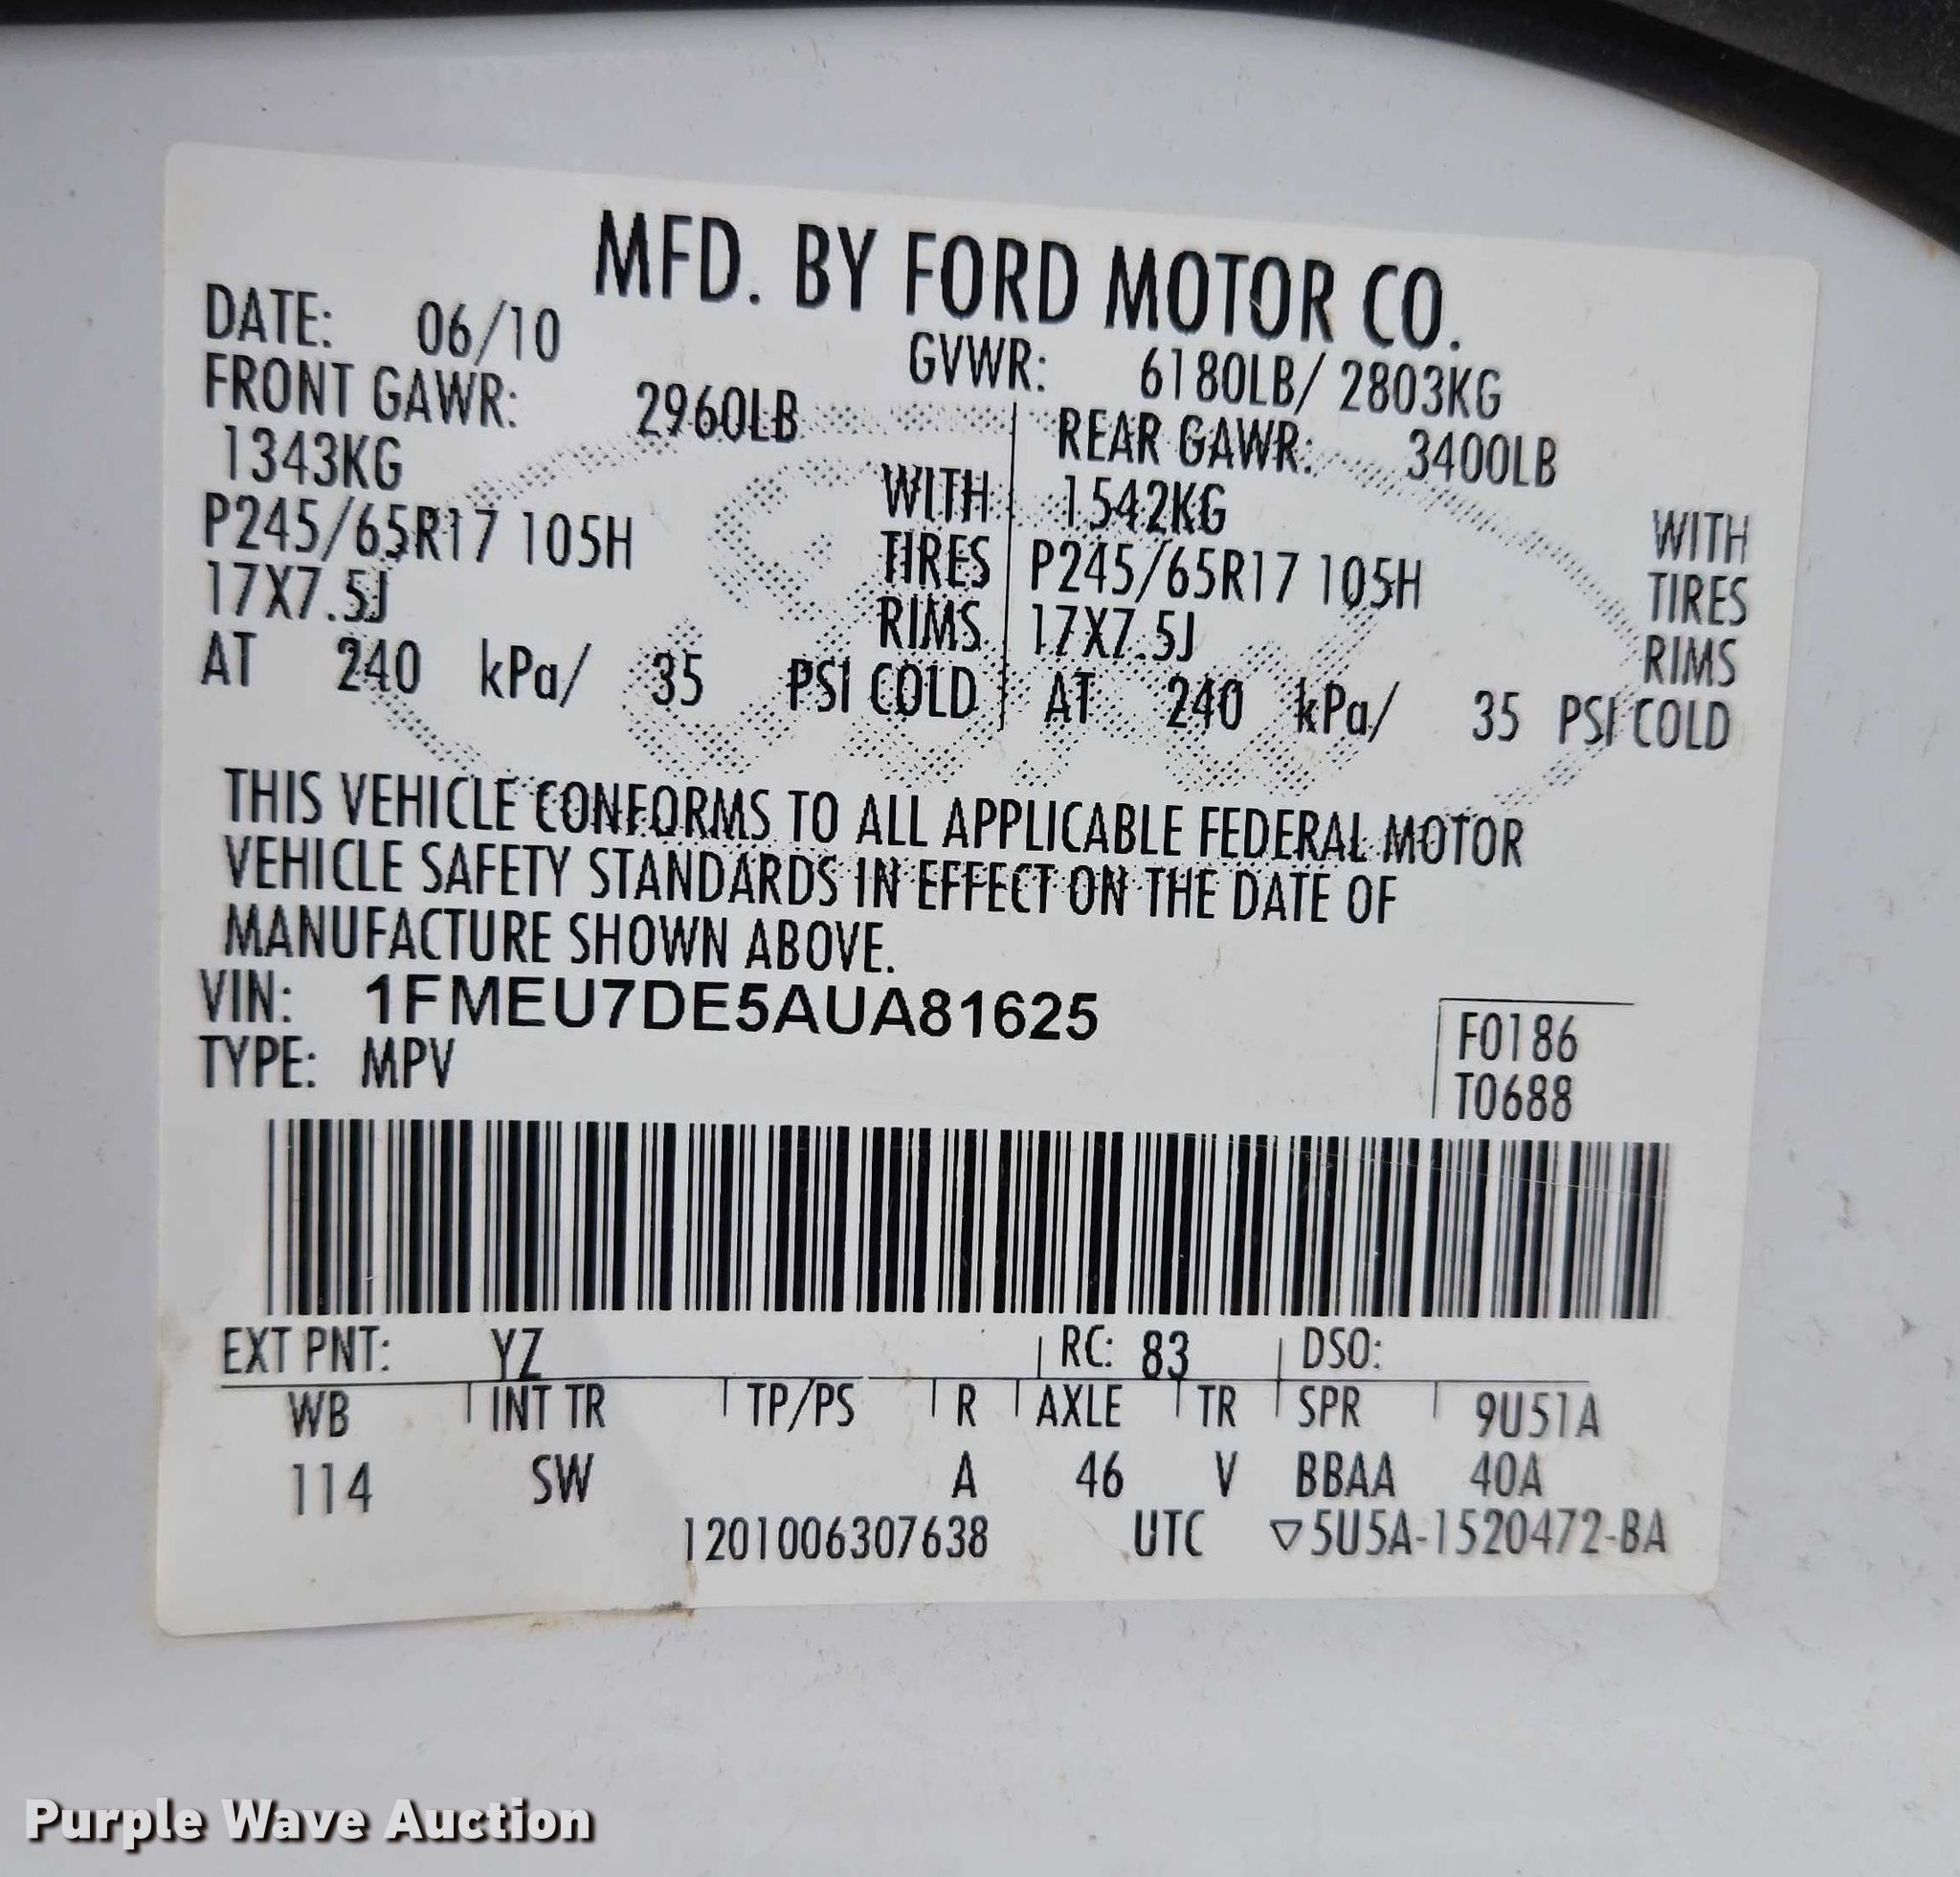 MFD. BY FORD MOTOR CO.
DATE: 06/10 GVWR: 6180LB/ 2803KG
FRONT GAWR: 2960LB REAR GAWR: 3400LB
1343KG WITH 1542KG WITH
P245/65R17 105H TIRES P245/65R17 105H TIRES
17X7.5J RIMS 17X7.5J RIMS
AT 240 kPa/ 35 PSI COLD AT 240 kPa/ 35 PSI COLD
THIS VEHICLE CONFORMS TO ALL APPLICABLE FEDERAL MOTOR
VEHICLE SAFETY STANDARDS IN EFFECT ON THE DATE OF
MANUFACTURE SHOWN ABOVE.
VIN: 1FMEU7DE5AUA81625
TYPE: MPV
F0186
T0688
EXT PNT: YZ RC: 83 DSO:
WB INT TR TP/PS R AXLE TR SPR 9U51A
114 SW A 46 V BBAA 40A
1201006307638 UTC ▽5U5A-1520472-BA
Purple Wave Auction